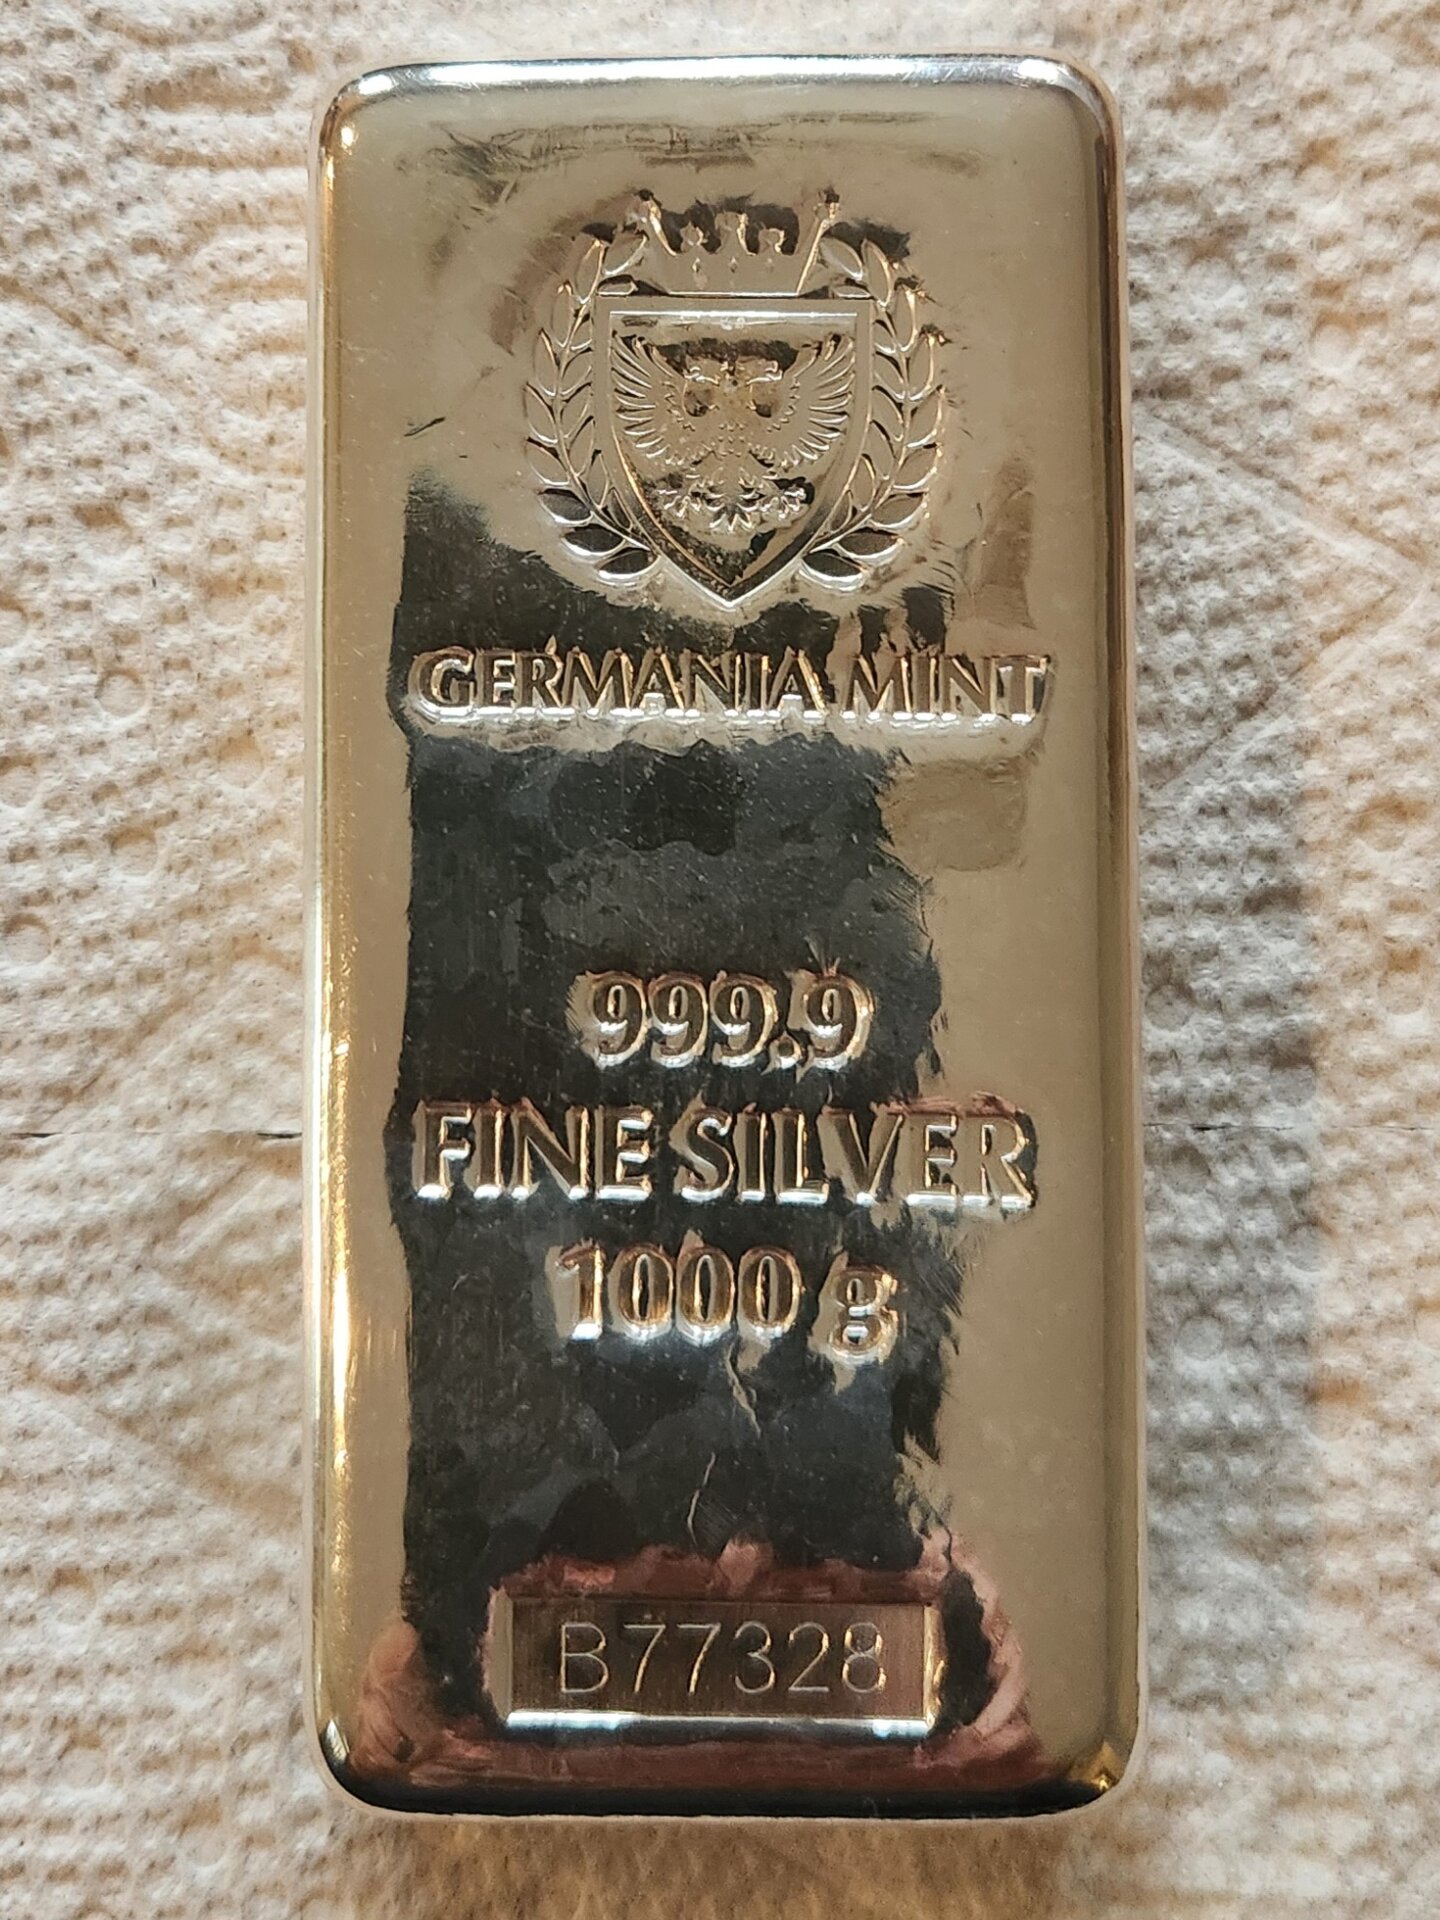 GERMANIA MINT
999.9
FINE SILVER
1000 g
B77328